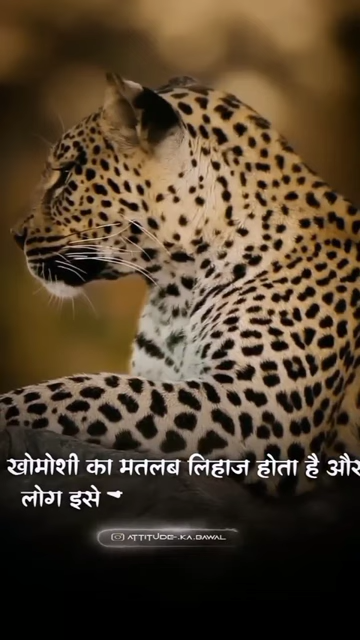 खोमोशी का मतलब लिहाज होता है और
लोग इसे
ATTITUDE-.KA.BAWAL